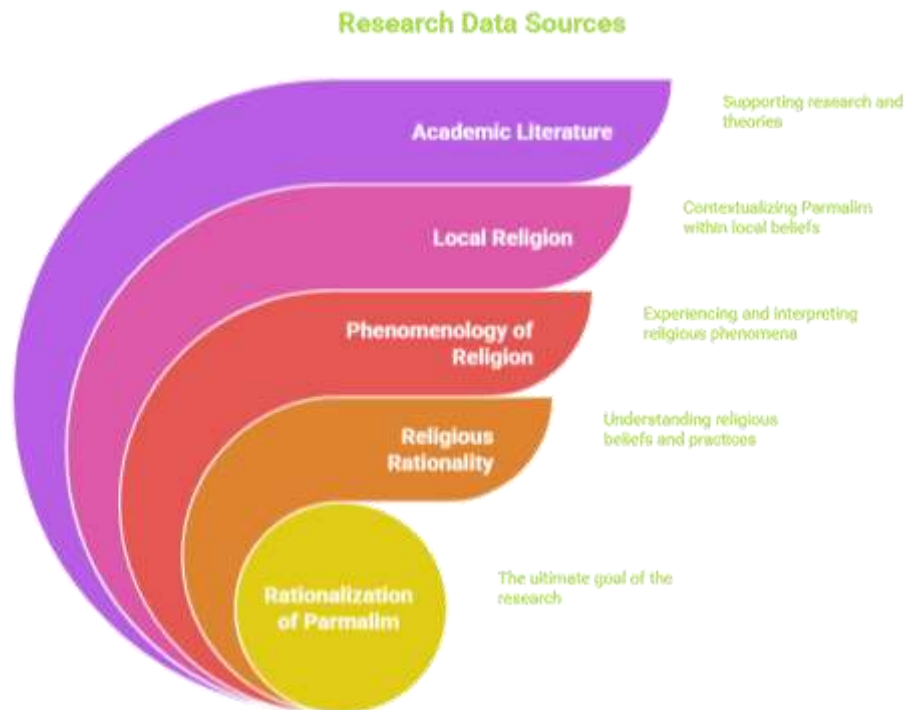 Research Data Sources
Academic Literature
Supporting research and
theories
Local Religion
Contextualizing Parmalim
within local beliefs
Phenomenology of
Religion
Experiencing and interpreting
religious phenomena
Religious
Rationality
Understanding religious
beliefs and practices
Rationalization
of Parmalim
The ultimate goal of the
research